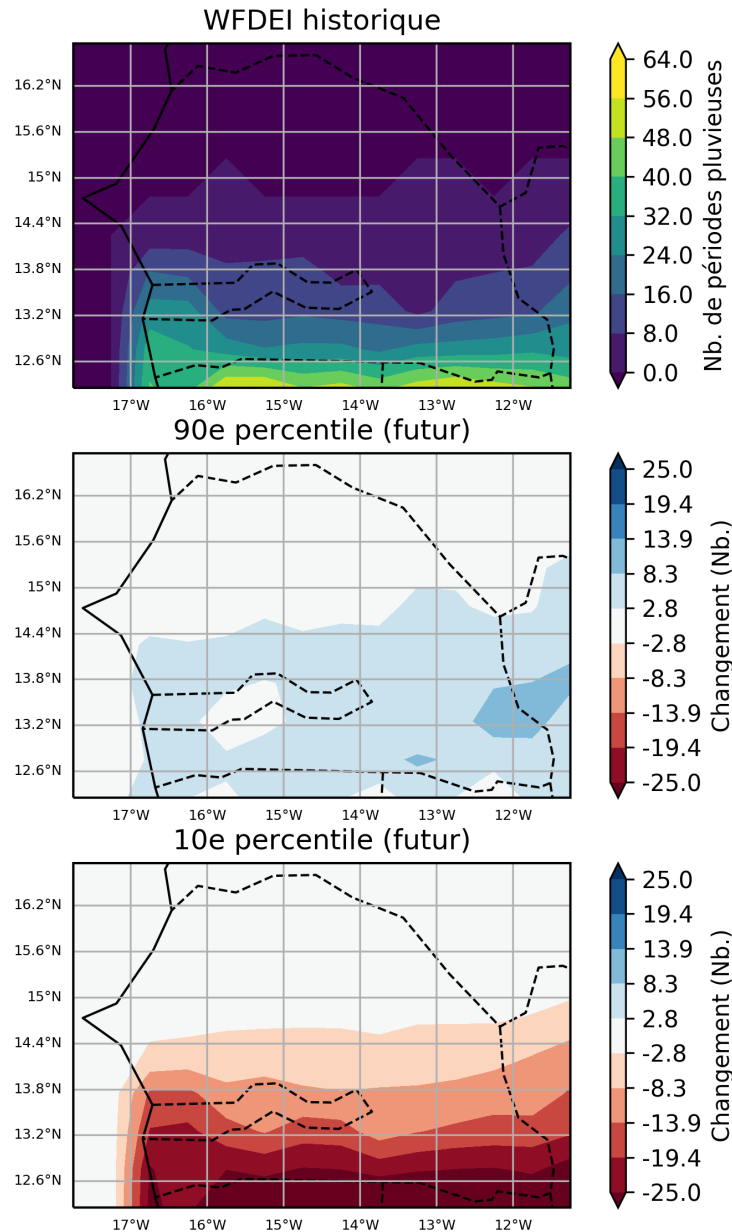 WFDEI historique
16.2°N
15.6°N
15°N
14.4°N
13.8°N
13.2°N
12.6°N
17°W 16°W 15°W 14°W 13°W 12°W
64.0
56.0
48.0
40.0
32.0
24.0
16.0
8.0
0.0
Nb. de périodes pluvieuses
90e percentile (futur)
16.2°N
15.6°N
15°N
14.4°N
13.8°N
13.2°N
12.6°N
17°W 16°W 15°W 14°W 13°W 12°W
25.0
19.4
13.9
8.3
2.8
-2.8
-8.3
-13.9
-19.4
-25.0
Changement (Nb.)
10e percentile (futur)
16.2°N
15.6°N
15°N
14.4°N
13.8°N
13.2°N
12.6°N
17°W 16°W 15°W 14°W 13°W 12°W
25.0
19.4
13.9
8.3
2.8
-2.8
-8.3
-13.9
-19.4
-25.0
Changement (Nb.)